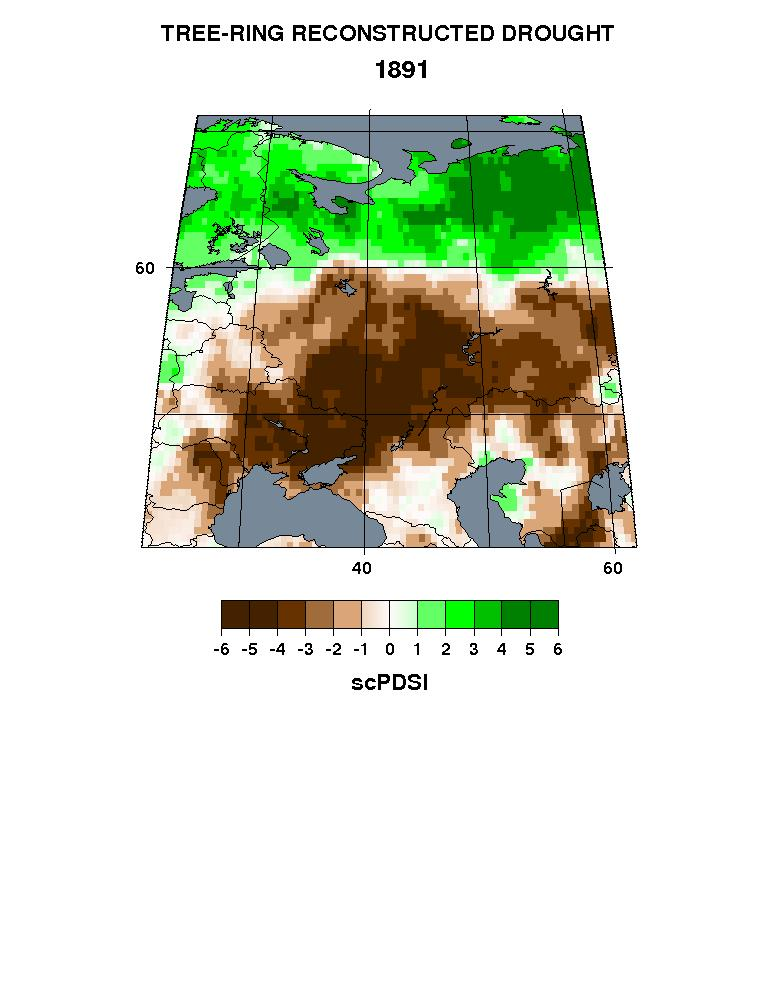 TREE-RING RECONSTRUCTED DROUGHT
1891
60
40 60
-6 -5 -4 -3 -2 -1 0 1 2 3 4 5 6
scPDSI